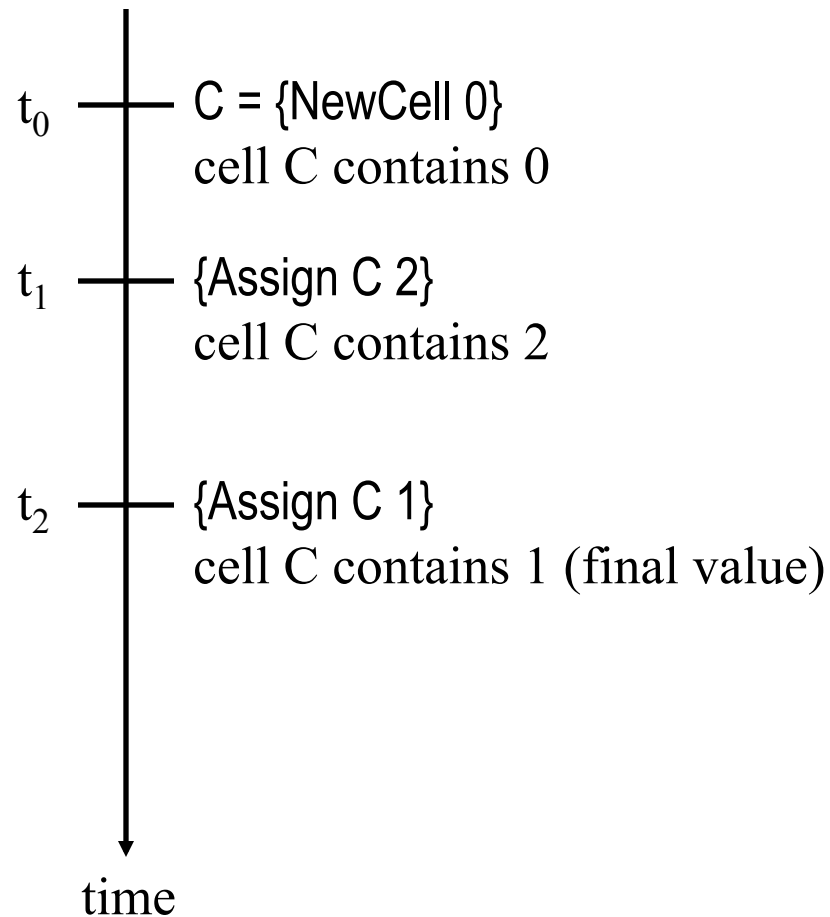 t₀ C = {NewCell 0}
cell C contains 0
t₁ {Assign C 2}
cell C contains 2
t₂ {Assign C 1}
cell C contains 1 (final value)
time